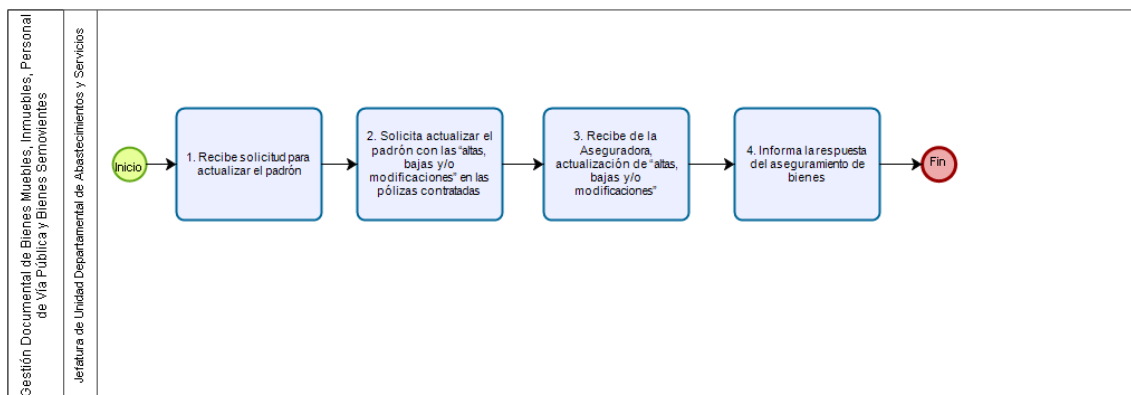 Gestión Documental de Bienes Muebles, Inmuebles, Personal
de Vía Pública y Bienes Semovientes
Jefatura de Unidad Departamental de Abastecimientos y Servicios
Inicio
1. Recibe solicitud para
actualizar el padrón
2. Solicita actualizar el
padrón con las “altas,
bajas y/o
modificaciones” en las
pólizas contratadas
3. Recibe de la
Aseguradora,
actualización de “altas,
bajas y/o
modificaciones”
4. Informa la respuesta
del aseguramiento de
bienes
Fin